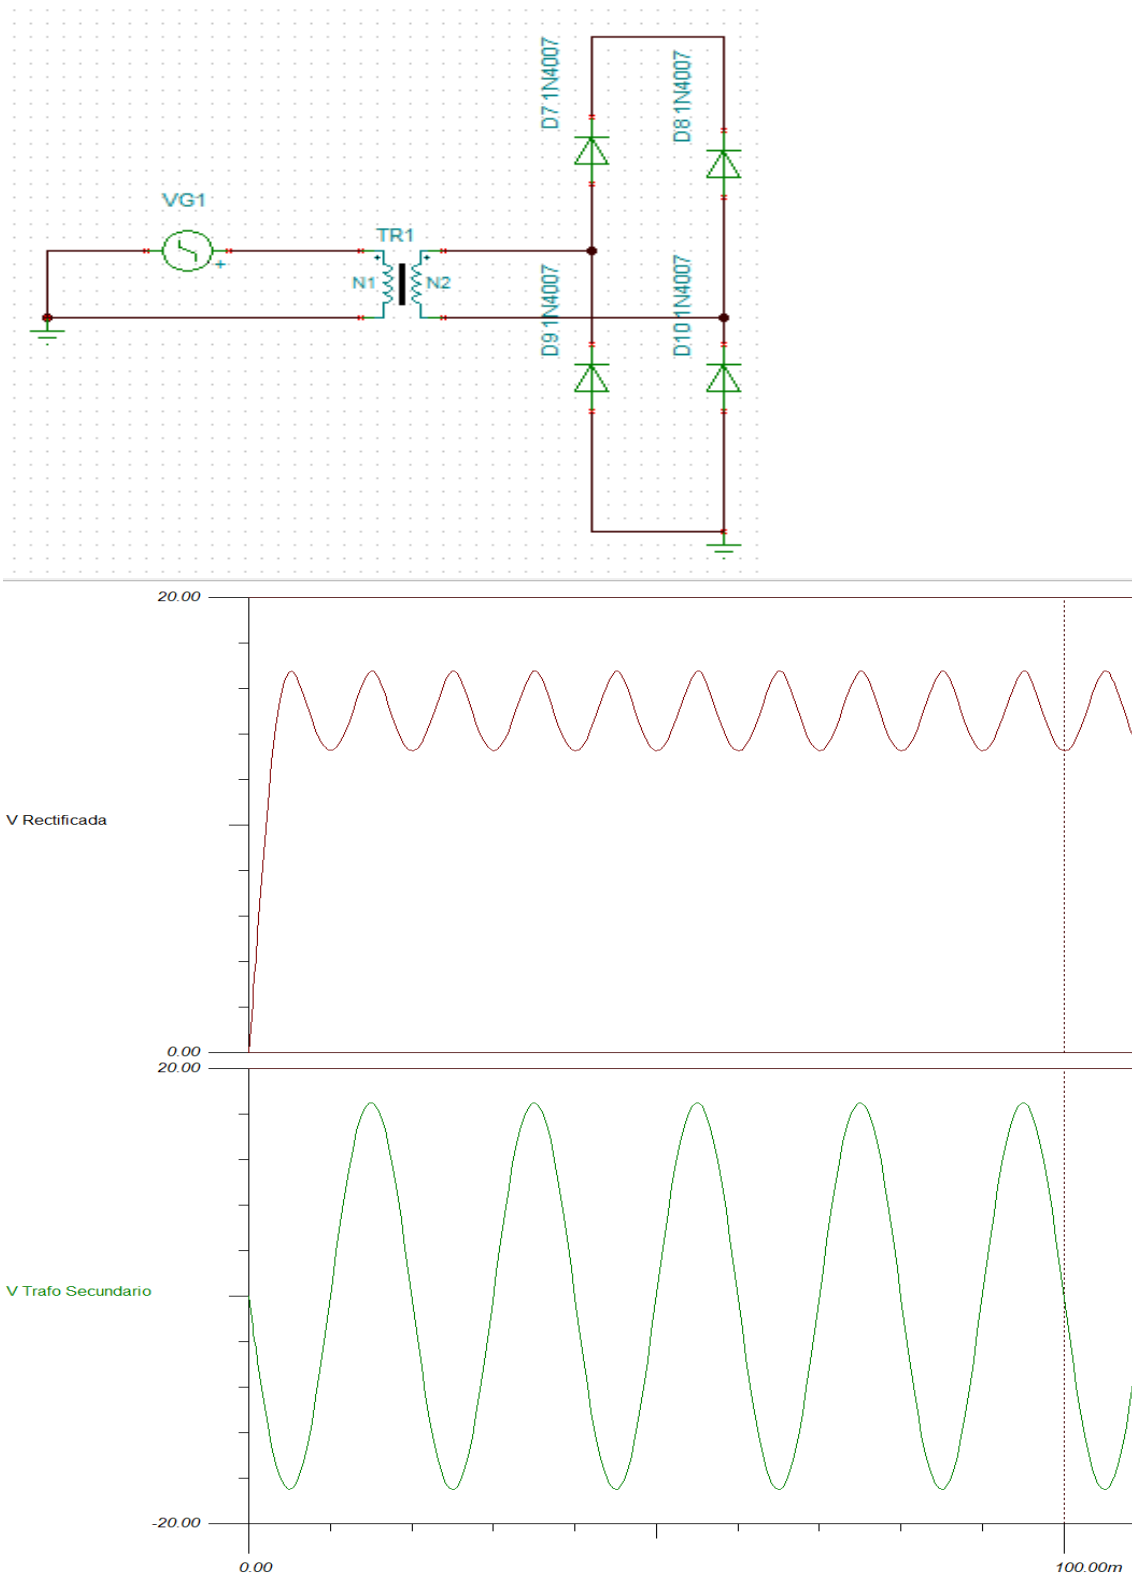 D7 1N4007
D8 1N4007
VG1
+
TR1
N1
N2
D9 1N4007
D10 1N4007
20.00
V Rectificada
0.00
20.00
V Trafo Secundario
-20.00
0.00
100.00m